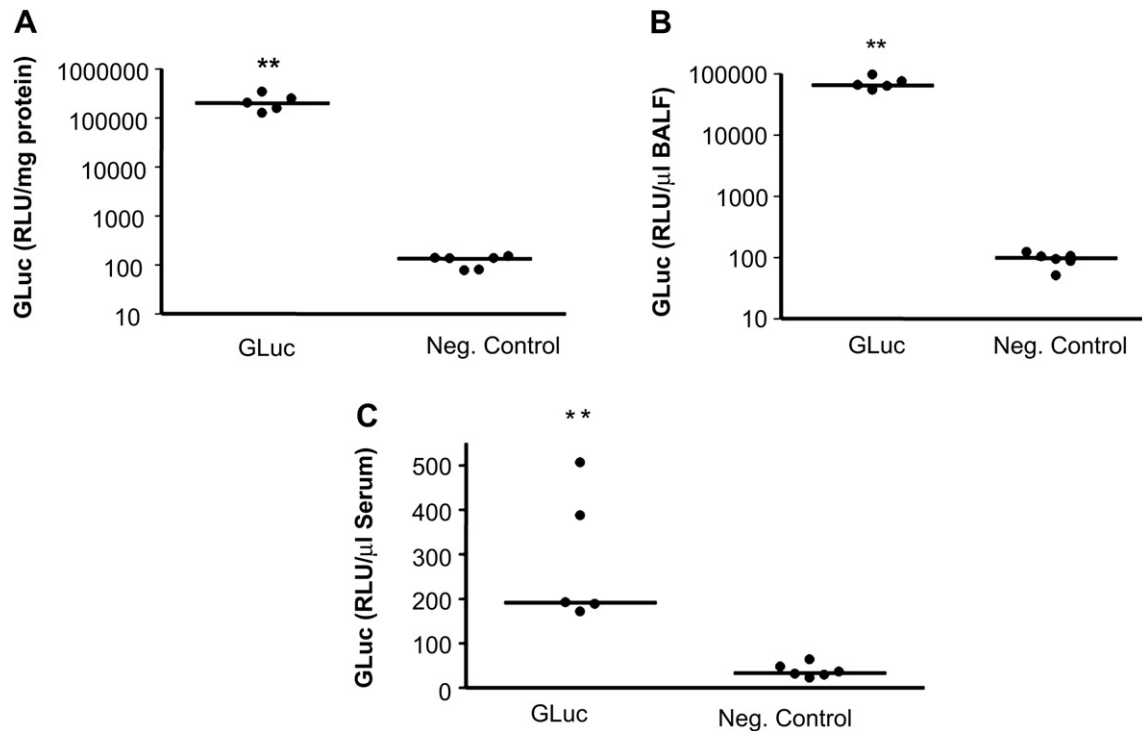 A
**
GLuc (RLU/mg protein)
1000000
100000
10000
1000
100
10
GLuc
Neg. Control
B
**
GLuc (RLU/μl BALF)
100000
10000
1000
100
10
GLuc
Neg. Control
C
**
GLuc (RLU/μl Serum)
500
400
300
200
100
0
GLuc
Neg. Control